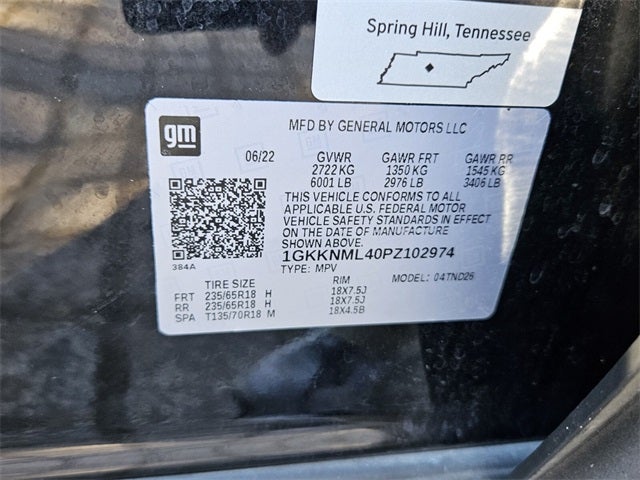 Spring Hill, Tennessee
gm
MFD BY GENERAL MOTORS LLC
06/22 GVWR GAWR FRT GAWR RR
2722 KG 1350 KG 1545 KG
6001 LB 2976 LB 3406 LB
THIS VEHICLE CONFORMS TO ALL
APPLICABLE U.S. FEDERAL MOTOR
VEHICLE SAFETY STANDARDS IN EFFECT
ON THE DATE OF MANUFACTURE
SHOWN ABOVE.
384A
1GKKNML40PZ102974
TYPE: MPV MODEL: 04TND26
TIRE SIZE RIM
FRT 235/65R18 H 18X7.5J
RR 235/65R18 H 18X7.5J
SPA T135/70R18 M 18X4.5B